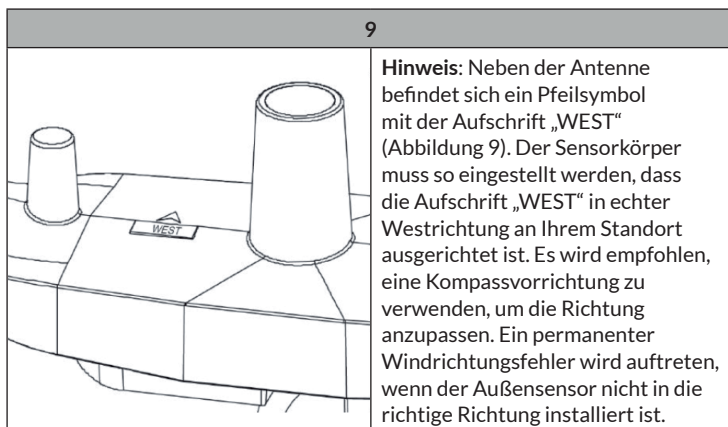 9
WEST
Hinweis: Neben der Antenne
befindet sich ein Pfeilsymbol
mit der Aufschrift „WEST“
(Abbildung 9). Der Sensorkörper
muss so eingestellt werden, dass
die Aufschrift „WEST“ in echter
Westrichtung an Ihrem Standort
ausgerichtet ist. Es wird empfohlen,
eine Kompassvorrichtung zu
verwenden, um die Richtung
anzupassen. Ein permanenter
Windrichtungsfehler wird auftreten,
wenn der Außensensor nicht in die
richtige Richtung installiert ist.